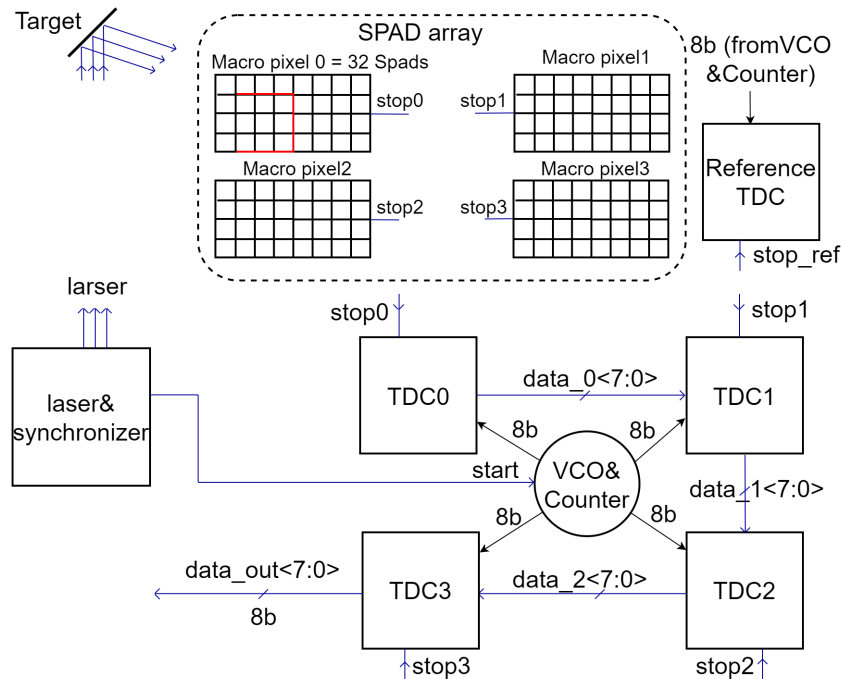 Target
SPAD array
Macro pixel 0 = 32 Spads
Macro pixel1
stop0
stop1
Macro pixel2
Macro pixel3
stop2
stop3
8b (fromVCO
&Counter)
Reference
TDC
stop_ref
larser
laser&
synchronizer
stop0
stop1
TDC0
data_0<7:0>
TDC1
8b
8b
start
VCO&
Counter
data_1<7:0>
8b
8b
data_out<7:0>
8b
TDC3
data_2<7:0>
TDC2
stop3
stop2